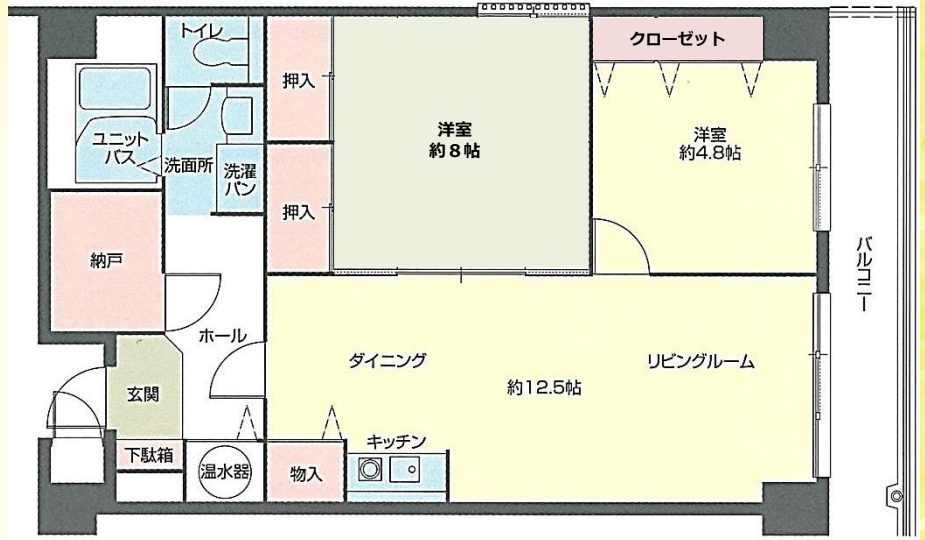 トイレ
クローゼット
押入
洋室
約8帖
洋室
約4.8帖
ユニット
バス
洗面所
洗濯
パン
押入
納戸
バルコニー
ホール
ダイニング
リビングルーム
約12.5帖
玄関
キッチン
下駄箱
温水器
物入